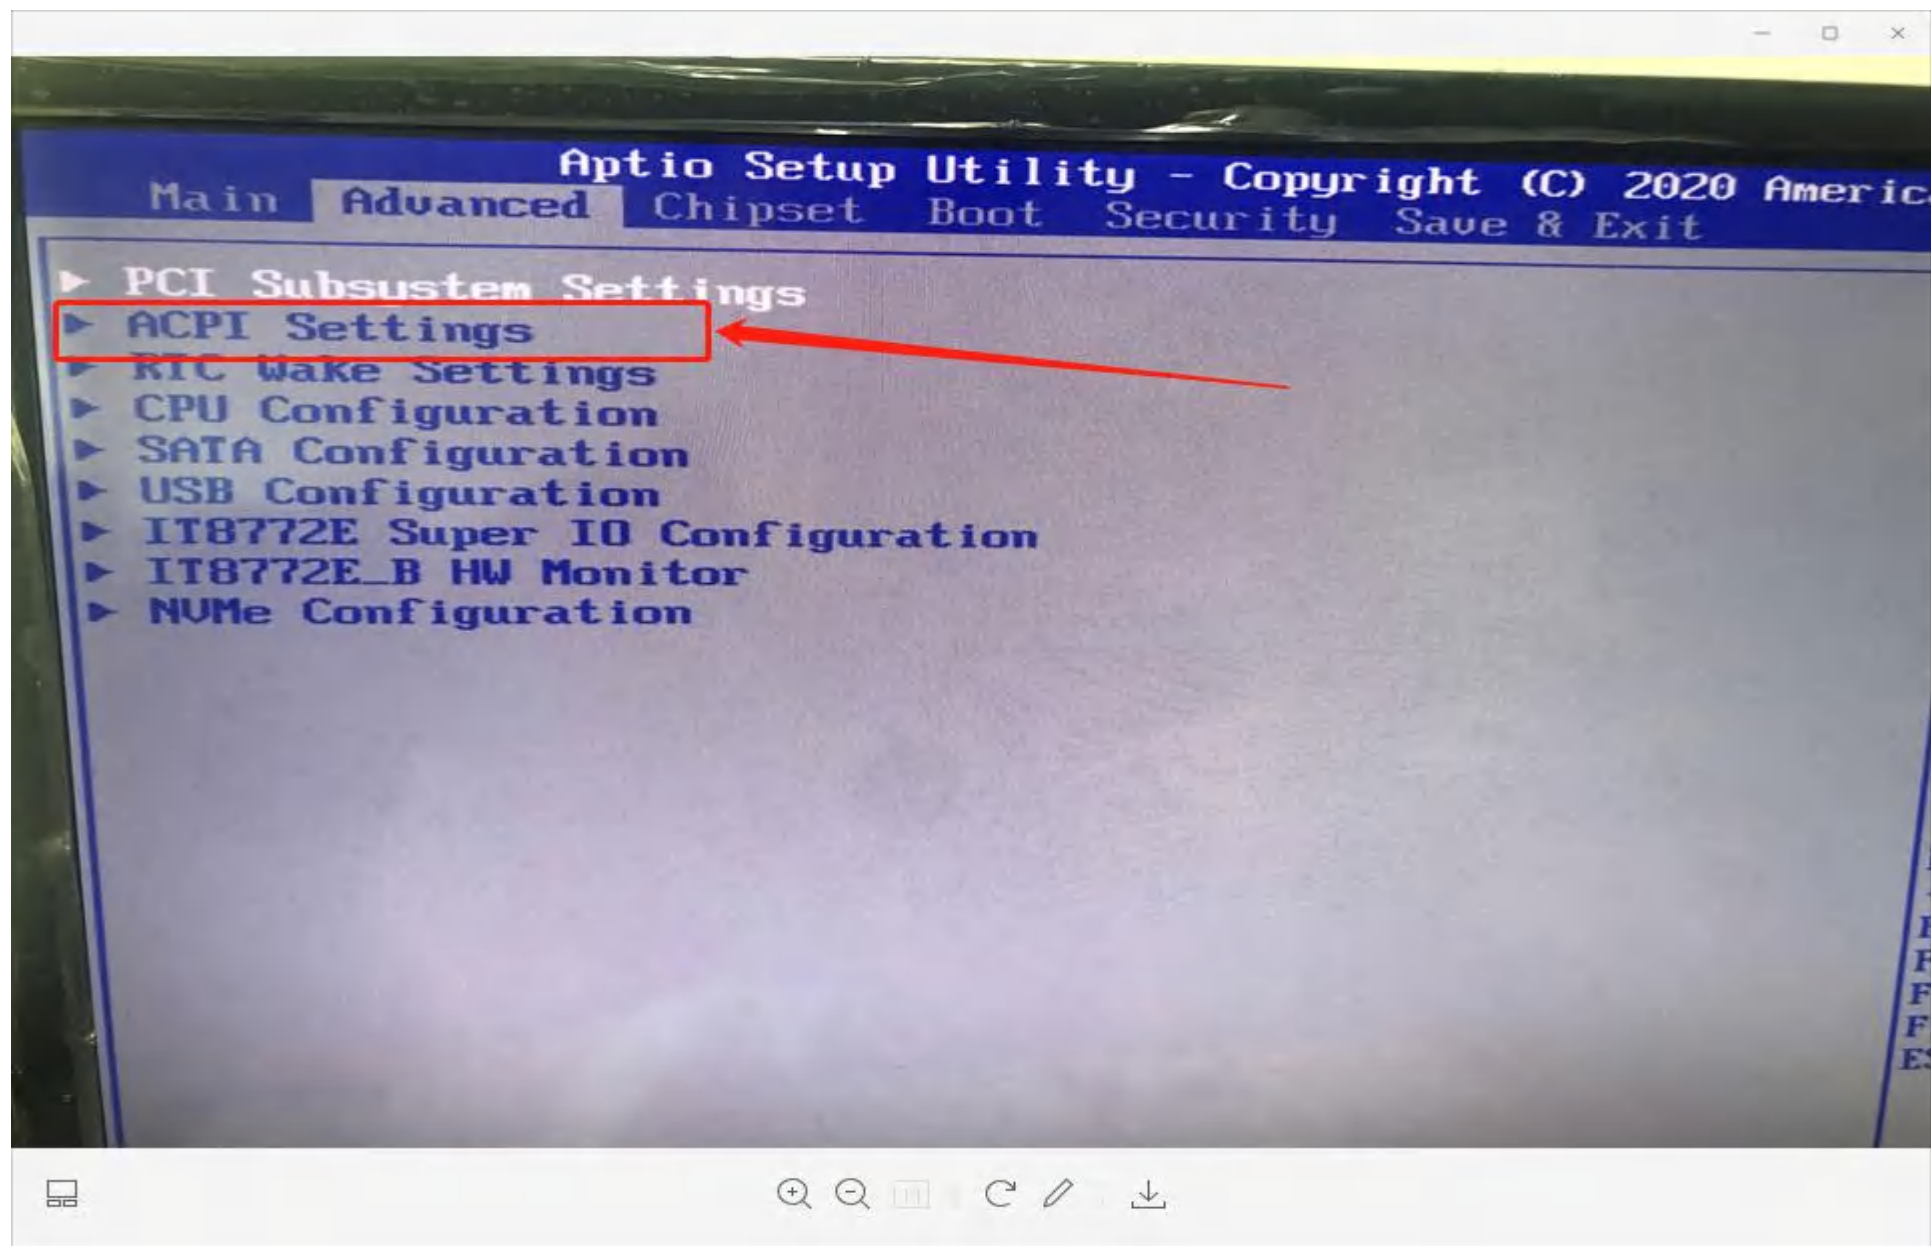 Aptio Setup Utility - Copyright (C) 2020 Americ
Main Advanced Chipset Boot Security Save & Exit
PCI Subsystem Settings
ACPI Settings
RTC Wake Settings
CPU Configuration
SATA Configuration
USB Configuration
IT8772E Super IO Configuration
IT8772E_B HW Monitor
NVMe Configuration
F
F
F
ES